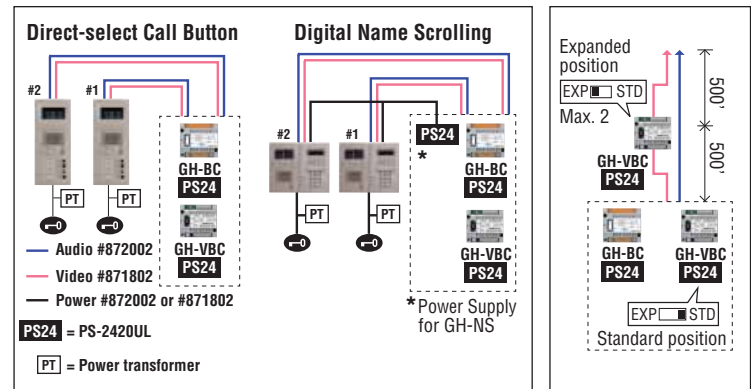 Direct-select Call Button
#2
#1
GH-BC
PS24
PT
PT
GH-VBC
PS24
Audio #872002
Video #871802
Power #872002 or #871802
PS24 = PS-2420UL
PT = Power transformer
Digital Name Scrolling
#2
#1
PS24
*
GH-BC
PS24
PT
PT
GH-VBC
PS24
*Power Supply
for GH-NS
Expanded
position
EXP STD
Max. 2
500'
GH-VBC
PS24
500'
GH-BC
PS24
GH-VBC
PS24
EXP STD
Standard position